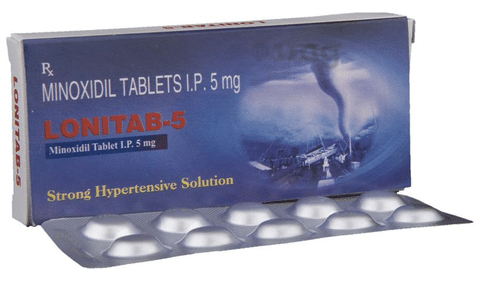 Rx
MINOXIDIL TABLETS I.P. 5 mg
LONITAB-5
Minoxidil Tablet I.P. 5 mg
Strong Hypertensive Solution
LONITAB-5